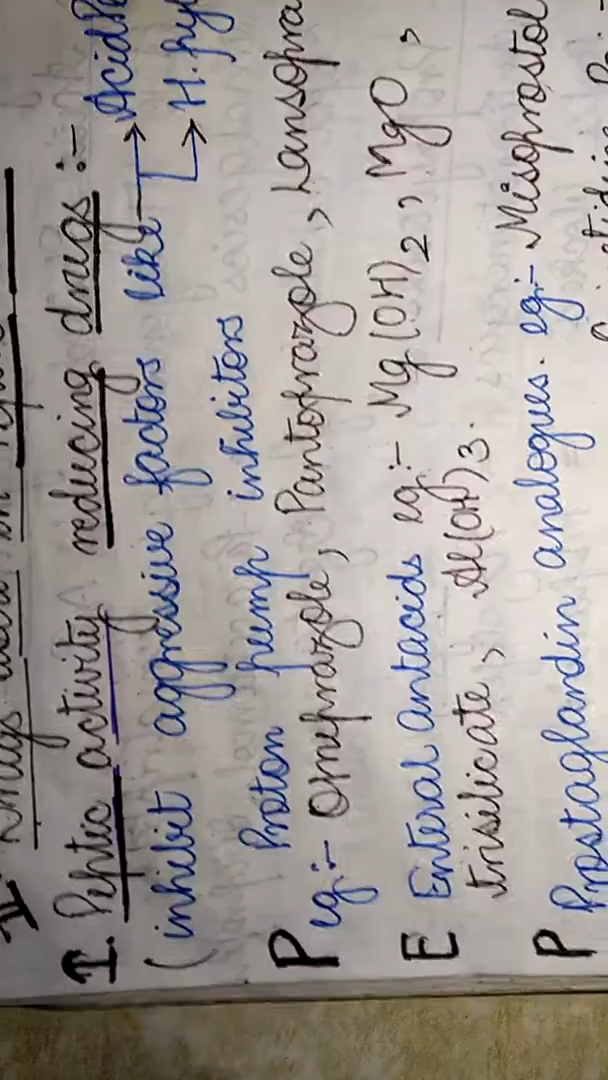 I. Peptic activity reducing drugs :-
(inhibit aggressive factors like → Acid
→ H. py
P Proton pump inhibitors
eg:- Omeprazole, Pantoprazole, Lansopra
E Enteral antacids eg:- Mg(OH)2, MgO,
trisilicate, Al(OH)3.
P Prostaglandin analogues. eg:- Misoprostol